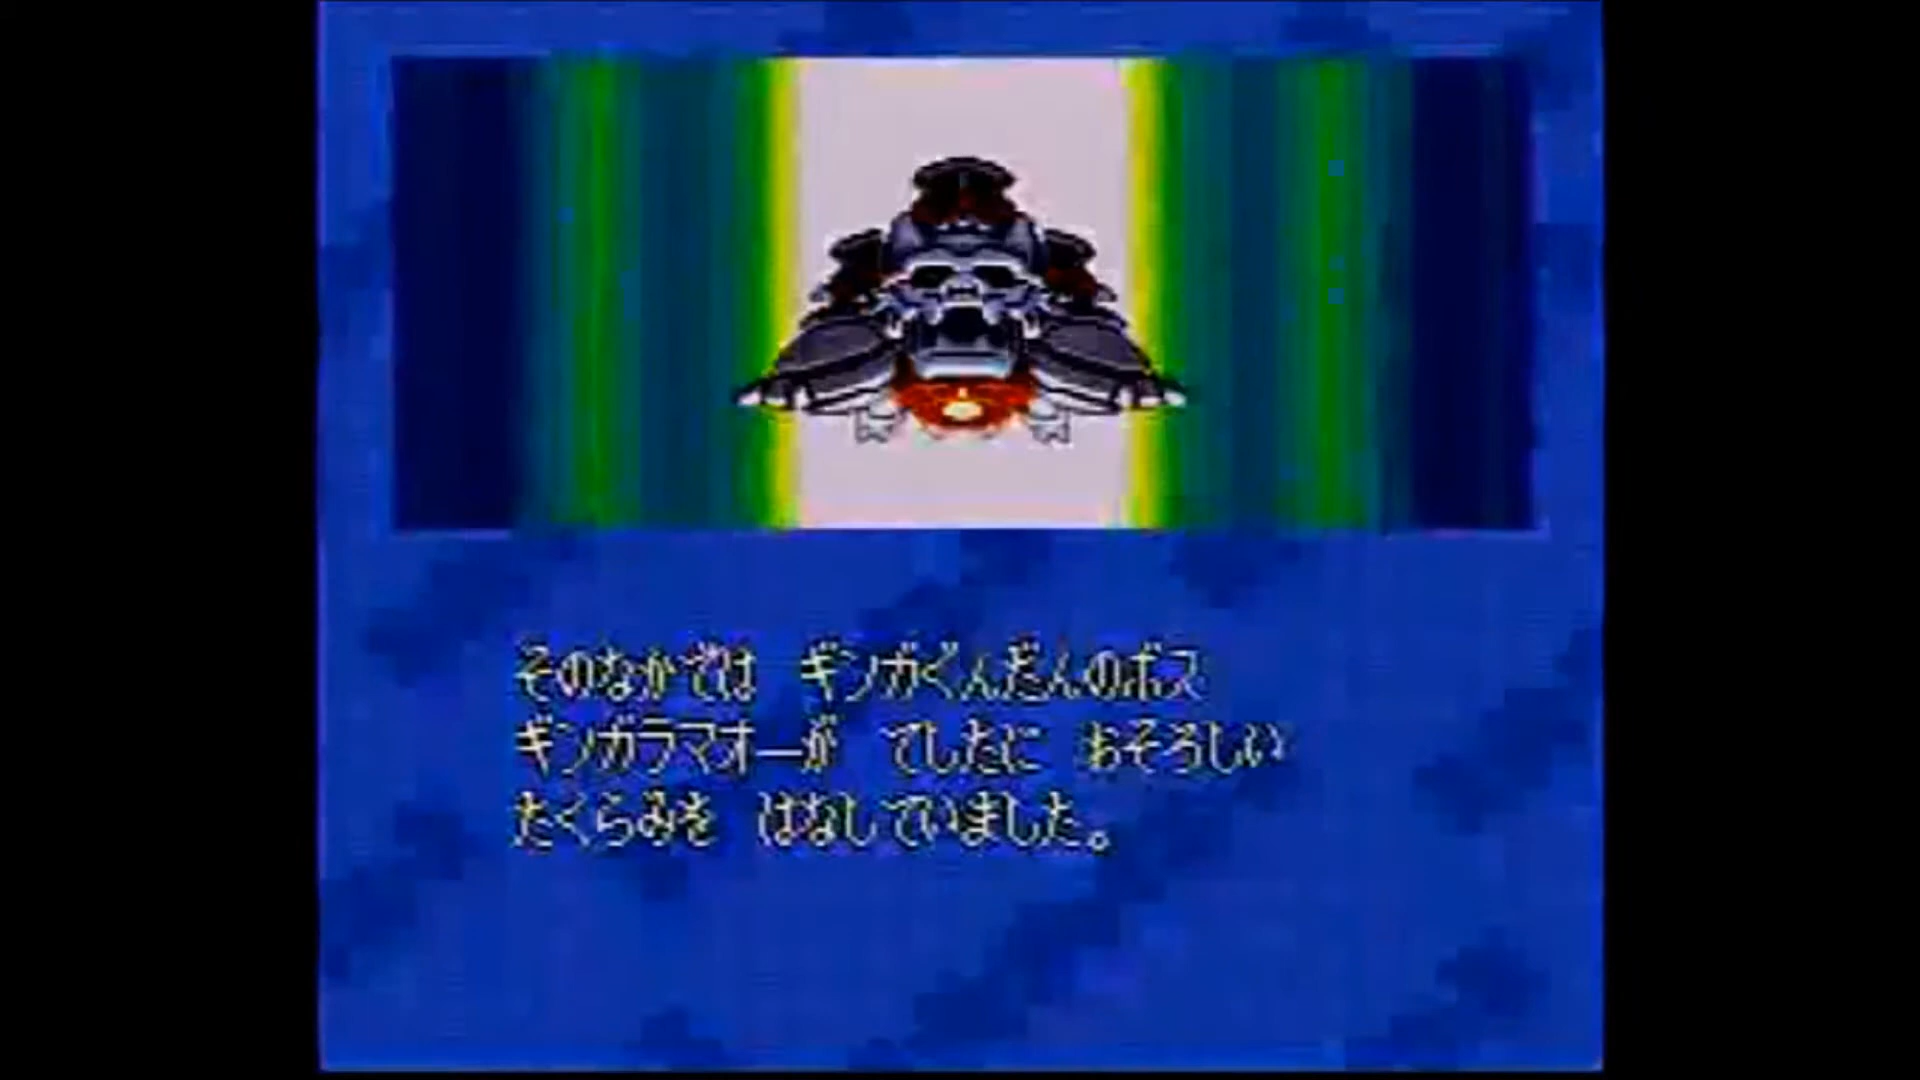 そのなかでは ギンガぐんだんのボス
ギンガラマオーが でしたに おそろしい
たくらみを はなしていました。